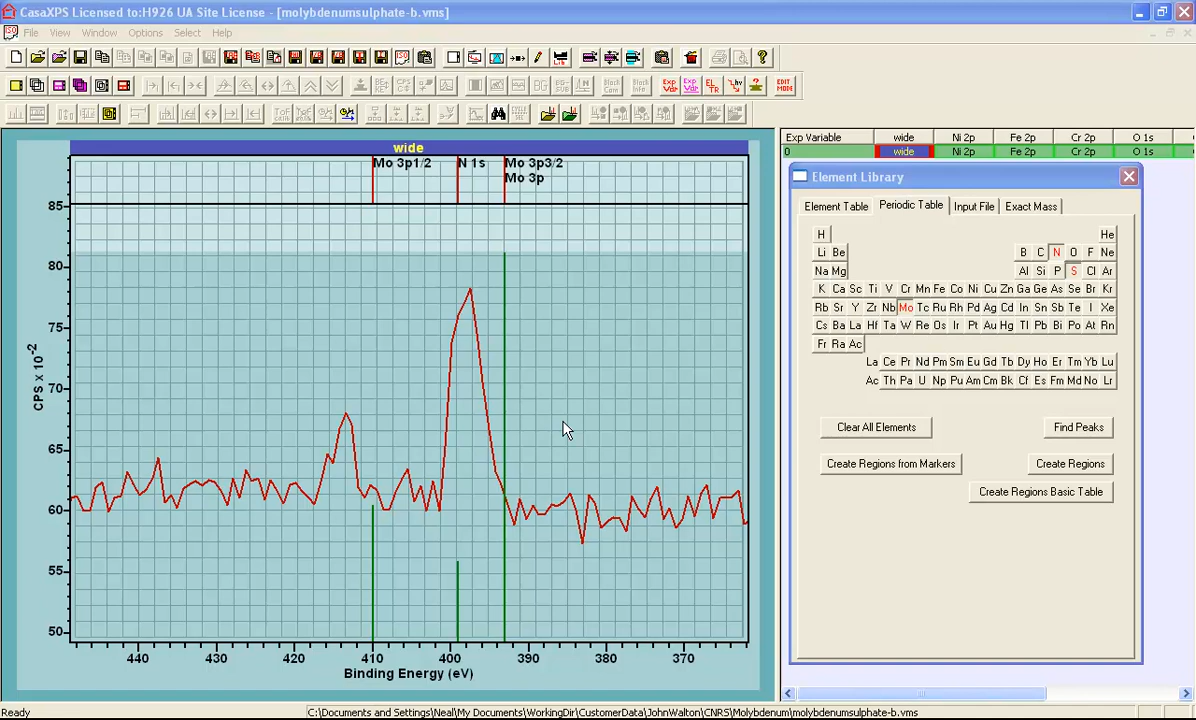 CasaXPS Licensed to:H926 UA Site License - [molybdenumsulphate-b.vms]
File View Window Options Select Help
Exp Variable wide Ni 2p Fe 2p Cr 2p O 1s
0 wide Ni 2p Fe 2p Cr 2p O 1s
wide
Mo 3p1/2 N 1s Mo 3p3/2
Mo 3p
85
80
75
70
65
60
55
50
CPS x 10-2
440 430 420 410 400 390 380 370
Binding Energy (eV)
Element Library
Element Table Periodic Table Input File Exact Mass
H He
Li Be B C N O F Ne
Na Mg Al Si P S Cl Ar
K Ca Sc Ti V Cr Mn Fe Co Ni Cu Zn Ga Ge As Se Br Kr
Rb Sr Y Zr Nb Mo Tc Ru Rh Pd Ag Cd In Sn Sb Te I Xe
Cs Ba La Hf Ta W Re Os Ir Pt Au Hg Tl Pb Bi Po At Rn
Fr Ra Ac
La Ce Pr Nd Pm Sm Eu Gd Tb Dy Ho Er Tm Yb Lu
Ac Th Pa U Np Pu Am Cm Bk Cf Es Fm Md No Lr
Clear All Elements Find Peaks
Create Regions from Markers Create Regions
Create Regions Basic Table
Ready C:\Documents and Settings\Neal\My Documents\WorkingDir\CustomerData\JohnWalton\CNRS\Molybdenum\molybdenumsulphate-b.vms